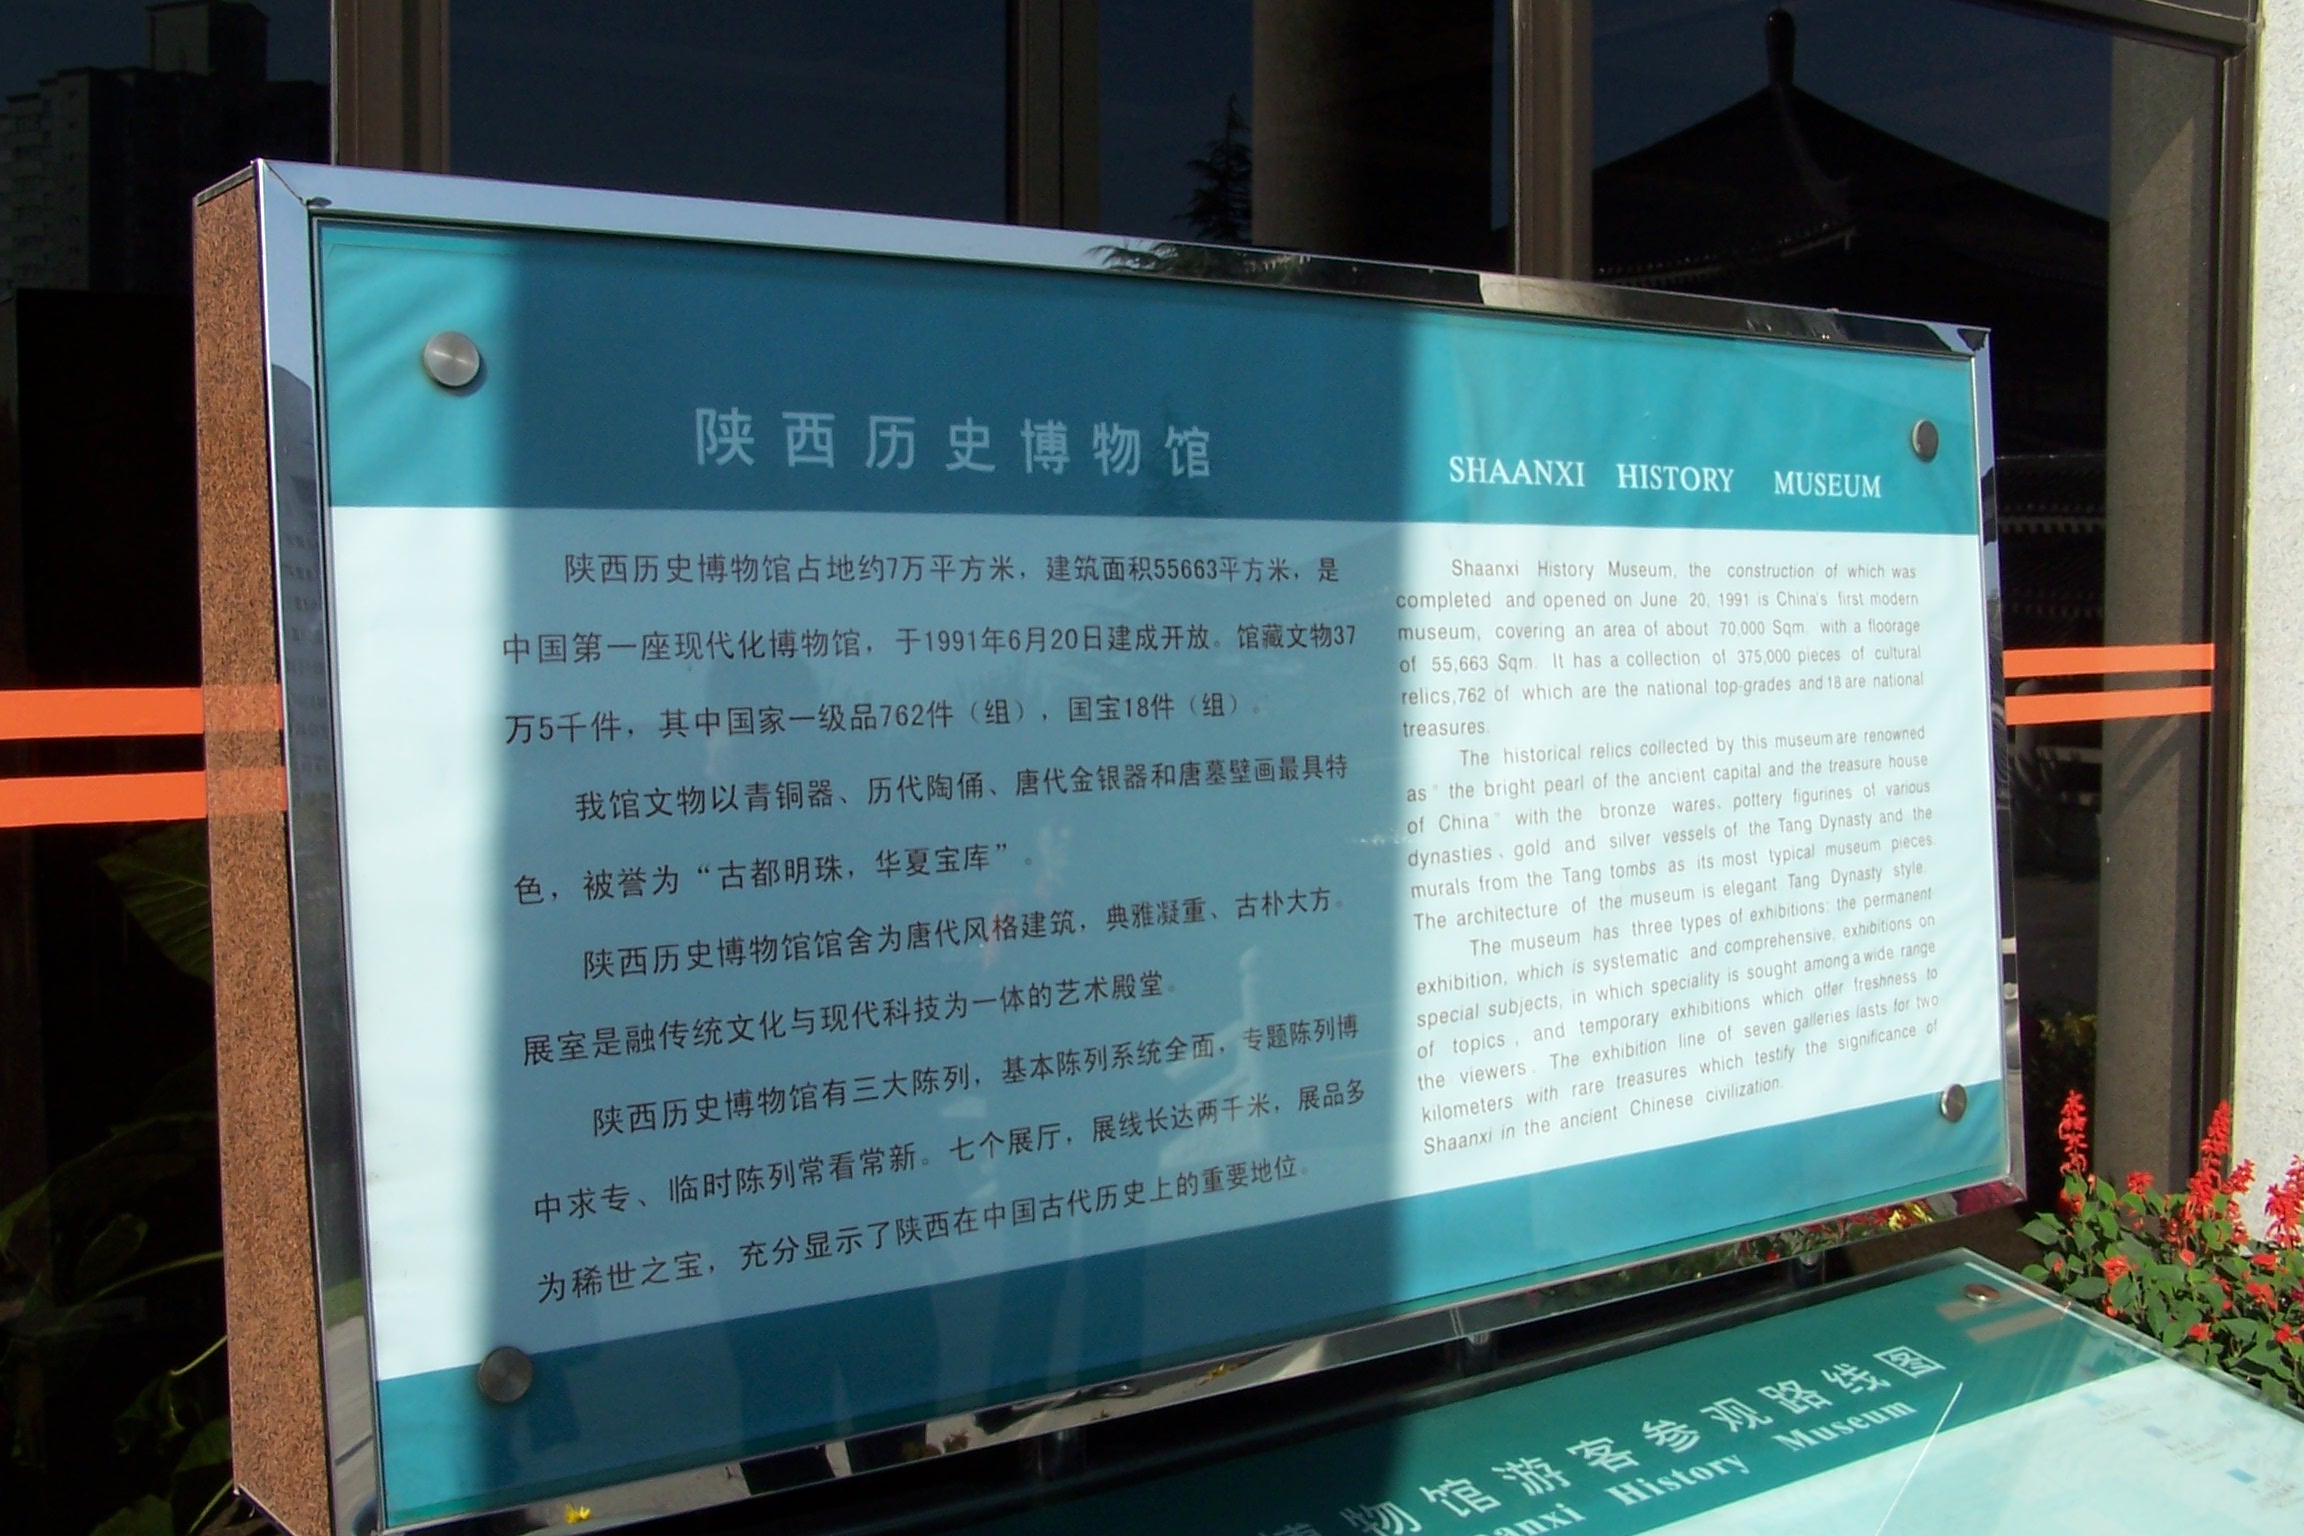 陕西历史博物馆
陕西历史博物馆占地约7万平方米，建筑面积55663平方米，是
中国第一座现代化博物馆，于1991年6月20日建成开放。馆藏文物37
万5千件，其中国家一级品762件（组），国宝18件（组）。
我馆文物以青铜器、历代陶俑、唐代金银器和唐墓壁画最具特
色，被誉为“古都明珠，华夏宝库”。
陕西历史博物馆馆舍为唐代风格建筑，典雅凝重、古朴大方。
展室是融传统文化与现代科技为一体的艺术殿堂。
陕西历史博物馆有三大陈列，基本陈列系统全面，专题陈列博
中求专、临时陈列常看常新。七个展厅，展线长达两千米，展品多
为稀世之宝，充分显示了陕西在中国古代历史上的重要地位。
SHAANXI HISTORY MUSEUM
Shaanxi History Museum, the construction of which was
completed and opened on June 20, 1991 is China's first modern
museum, covering an area of about 70,000 Sqm. with a floorage
of 55,663 Sqm. It has a collection of 375,000 pieces of cultural
relics,762 of which are the national top-grades and 18 are national
treasures.
The historical relics collected by this museum are renowned
as " the bright pearl of the ancient capital and the treasure house
of China " with the bronze wares、pottery figurines of various
dynasties、gold and silver vessels of the Tang Dynasty and the
murals from the Tang tombs as its most typical museum pieces.
The architecture of the museum is elegant Tang Dynasty style.
The museum has three types of exhibitions: the permanent
exhibition, which is systematic and comprehensive, exhibitions on
special subjects, in which speciality is sought among a wide range
of topics , and temporary exhibitions which offer freshness to
the viewers . The exhibition line of seven galleries lasts for two
kilometers with rare treasures which testify the significance of
Shaanxi in the ancient Chinese civilization.
博物馆游客参观路线图
anxi History Museum